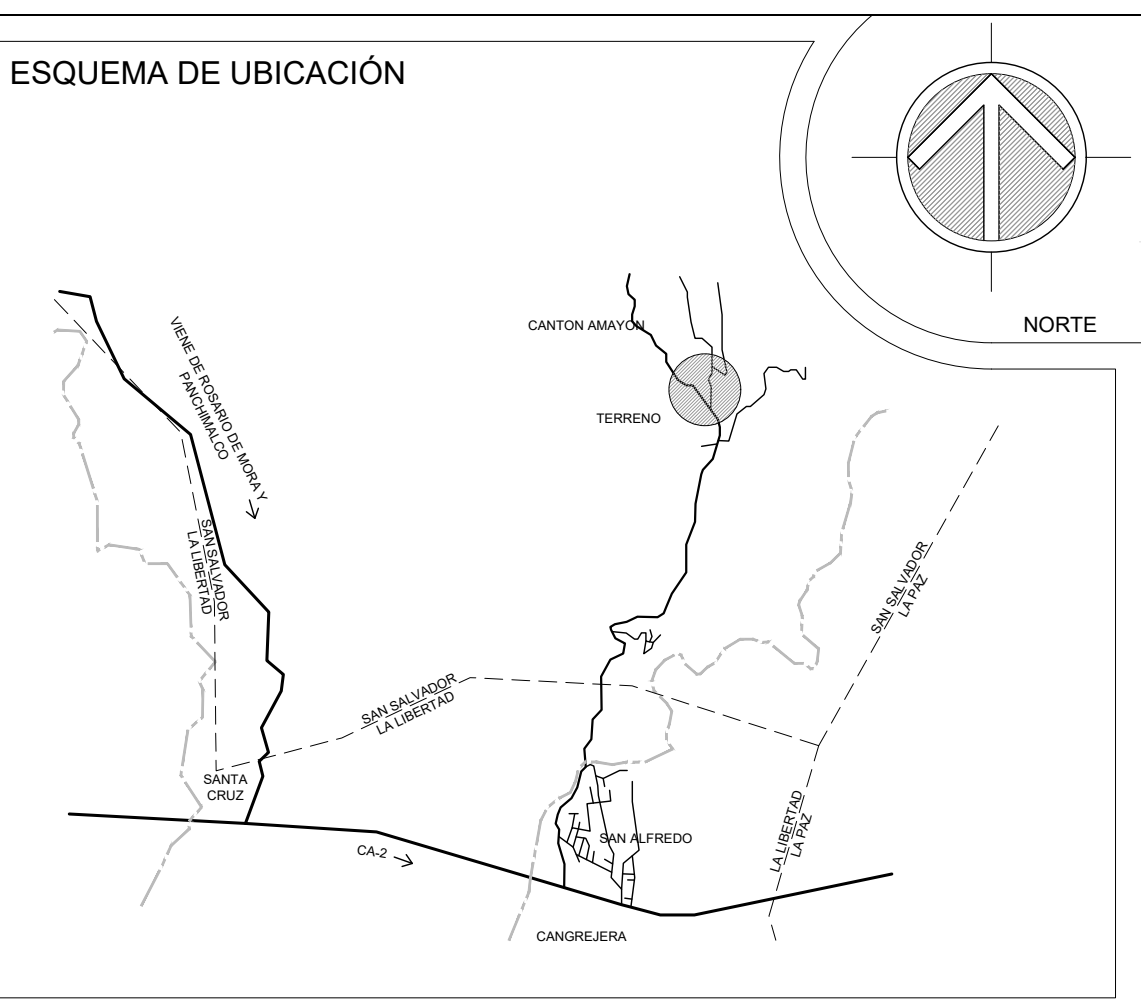 ESQUEMA DE UBICACIÓN
NORTE
CANTON AMAYON
TERRENO
VIENE DE ROSARIO DE MORA Y
PANCHIMALCO
SAN SALVADOR
LA LIBERTAD
SAN SALVADOR
LA PAZ
SAN SALVADOR
LA LIBERTAD
SANTA
CRUZ
LA LIBERTAD
LA PAZ
SAN ALFREDO
CA-2
CANGREJERA